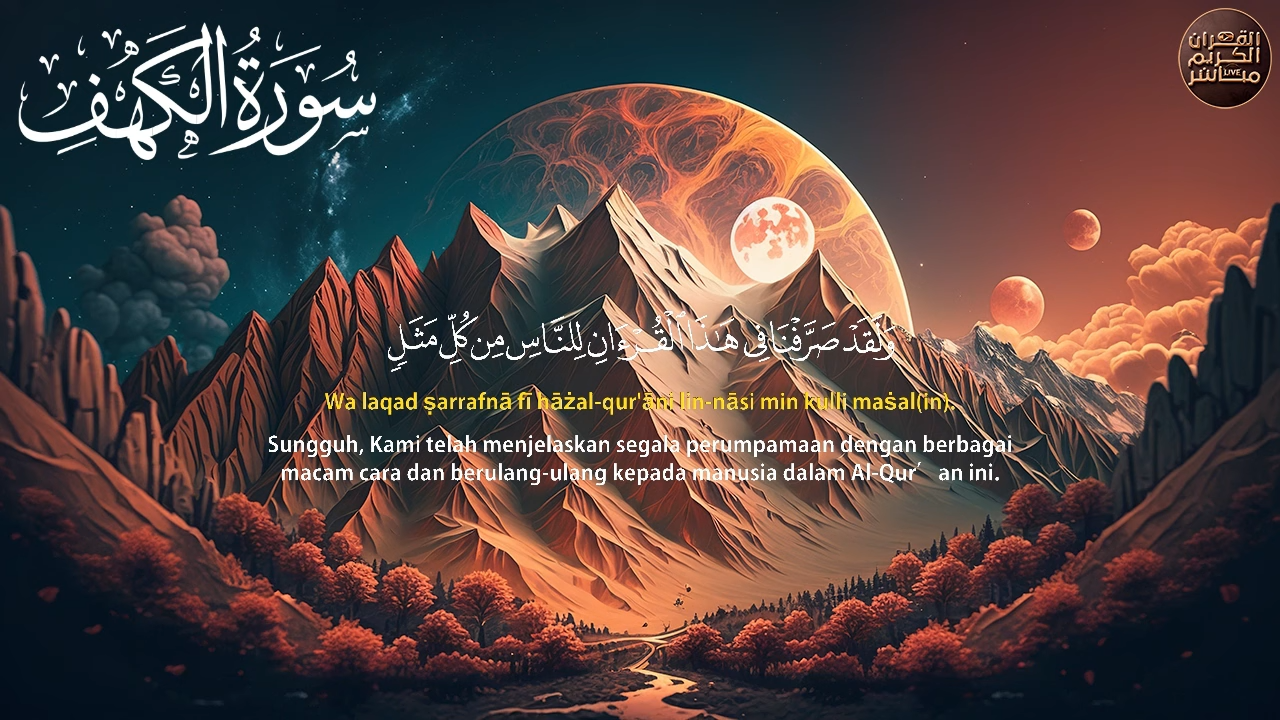 سُورَةُ الْكَهْفِ
القرآن
الكريم
مباشر
LIVE
وَلَقَدْ صَرَّفْنَا فِى هَـٰذَا ٱلْقُرْءَانِ لِلنَّاسِ مِن كُلِّ مَثَلٍ
Wa laqad ṣarrafnā fī hāżal-qur'āni lin-nāsi min kulli maṡal(in).
Sungguh, Kami telah menjelaskan segala perumpamaan dengan berbagai
macam cara dan berulang-ulang kepada manusia dalam Al-Qur′ an ini.